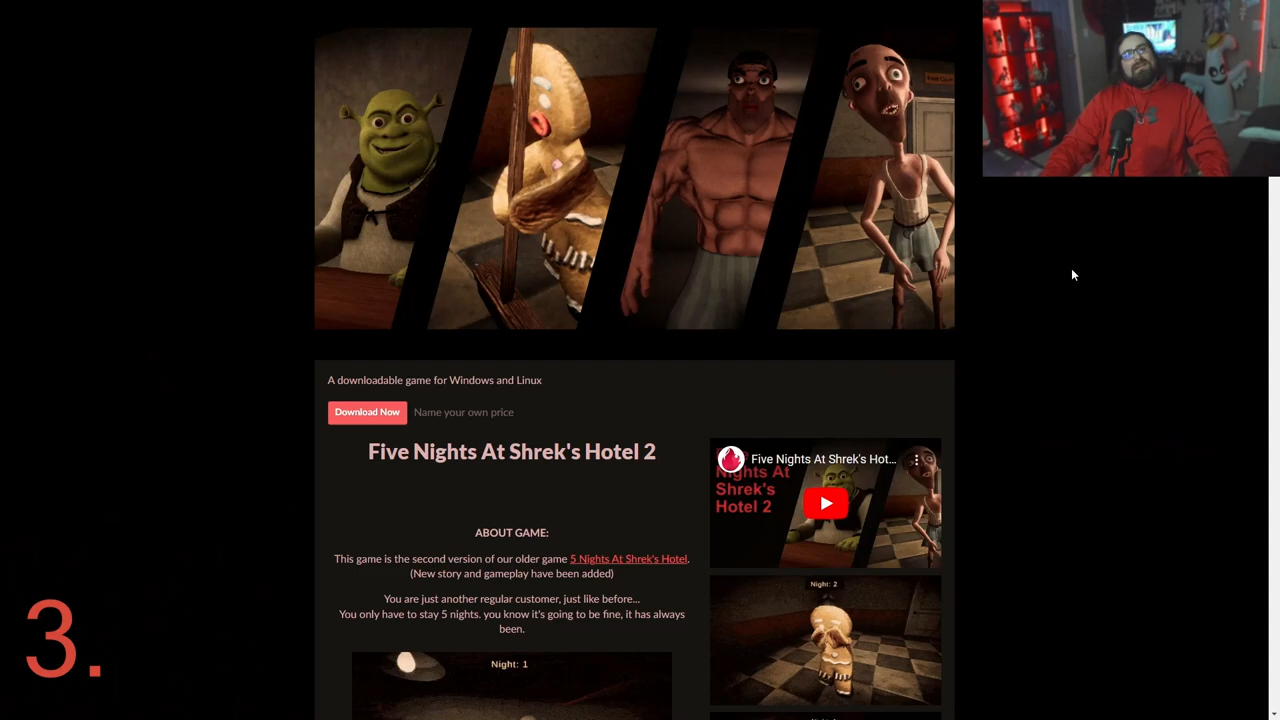 A downloadable game for Windows and Linux
Download Now
Name your own price
Five Nights At Shrek's Hotel 2
ABOUT GAME:
This game is the second version of our older game 5 Nights At Shrek's Hotel.
(New story and gameplay have been added)
You are just another regular customer, just like before...
You only have to stay 5 nights. you know it's going to be fine, it has always
been.
Night: 1
Five Nights At Shrek's Hot...
Nights At
Shrek's
Hotel 2
Night: 2
3.